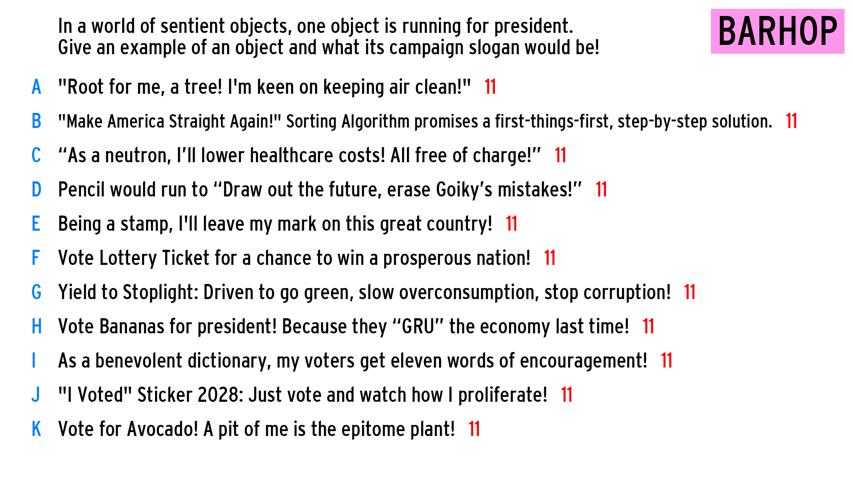 In a world of sentient objects, one object is running for president.
Give an example of an object and what its campaign slogan would be!
BARHOP
A "Root for me, a tree! I'm keen on keeping air clean!" 11
B "Make America Straight Again!" Sorting Algorithm promises a first-things-first, step-by-step solution. 11
C “As a neutron, I’ll lower healthcare costs! All free of charge!” 11
D Pencil would run to “Draw out the future, erase Goiky’s mistakes!” 11
E Being a stamp, I'll leave my mark on this great country! 11
F Vote Lottery Ticket for a chance to win a prosperous nation! 11
G Yield to Stoplight: Driven to go green, slow overconsumption, stop corruption! 11
H Vote Bananas for president! Because they “GRU” the economy last time! 11
I As a benevolent dictionary, my voters get eleven words of encouragement! 11
J "I Voted" Sticker 2028: Just vote and watch how I proliferate! 11
K Vote for Avocado! A pit of me is the epitome plant! 11